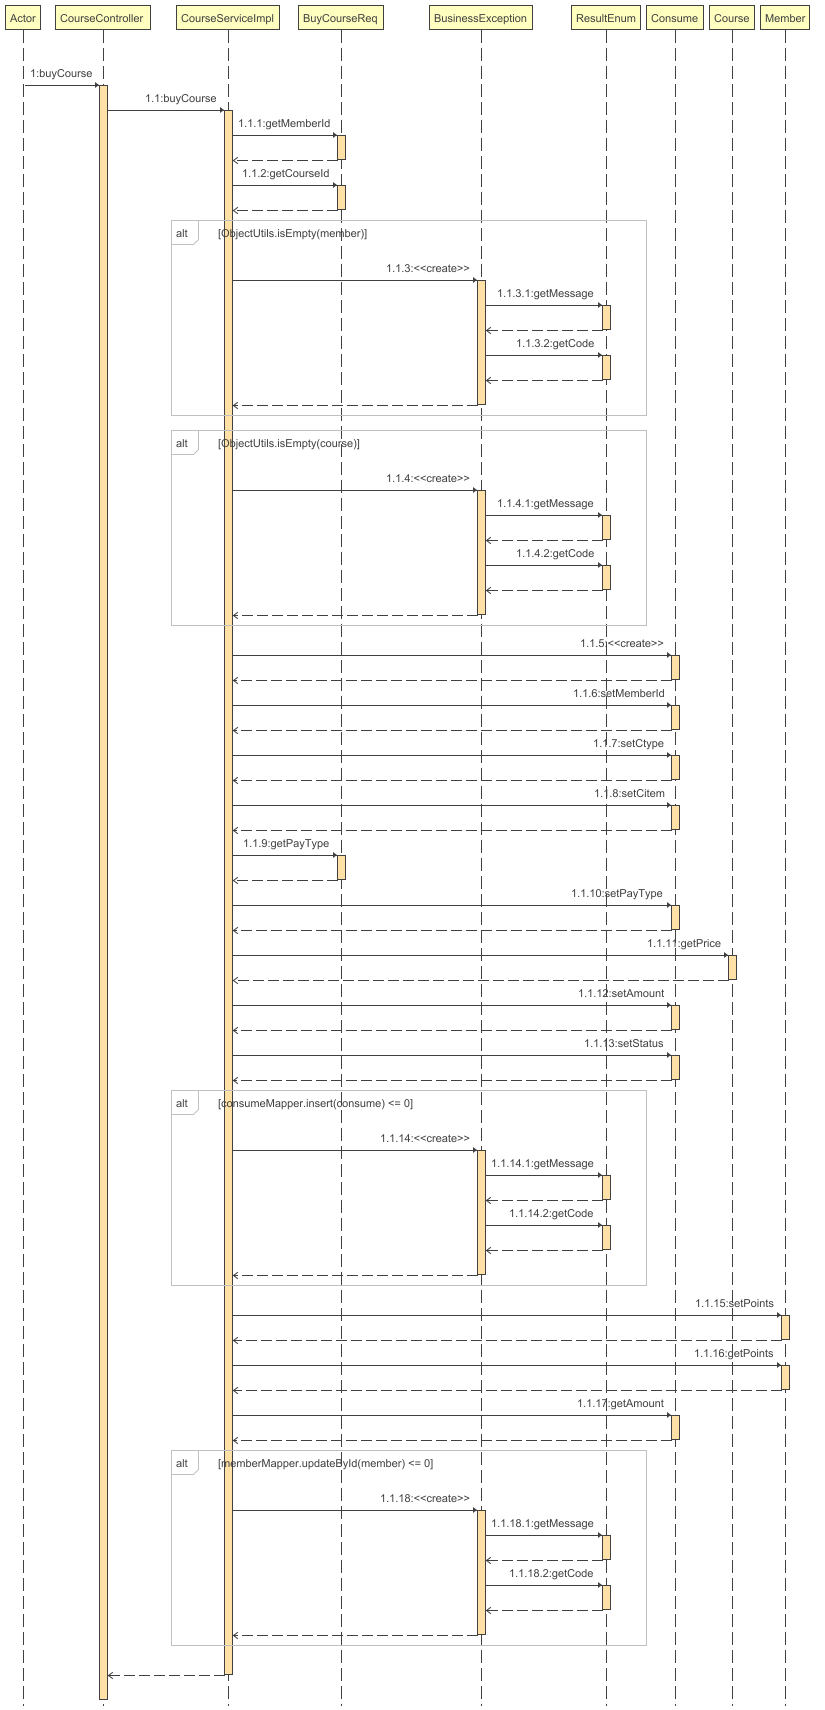 Actor CourseController CourseServiceImpl BuyCourseReq BusinessException ResultEnum Consume Course Member
1:buyCourse
1.1:buyCourse
1.1.1:getMemberId
1.1.2:getCourseId
alt [ObjectUtils.isEmpty(member)]
1.1.3:<<create>>
1.1.3.1:getMessage
1.1.3.2:getCode
alt [ObjectUtils.isEmpty(course)]
1.1.4:<<create>>
1.1.4.1:getMessage
1.1.4.2:getCode
1.1.5:<<create>>
1.1.6:setMemberId
1.1.7:setCtype
1.1.8:setCitem
1.1.9:getPayType
1.1.10:setPayType
1.1.11:getPrice
1.1.12:setAmount
1.1.13:setStatus
alt [consumeMapper.insert(consume) <= 0]
1.1.14:<<create>>
1.1.14.1:getMessage
1.1.14.2:getCode
1.1.15:setPoints
1.1.16:getPoints
1.1.17:getAmount
alt [memberMapper.updateById(member) <= 0]
1.1.18:<<create>>
1.1.18.1:getMessage
1.1.18.2:getCode